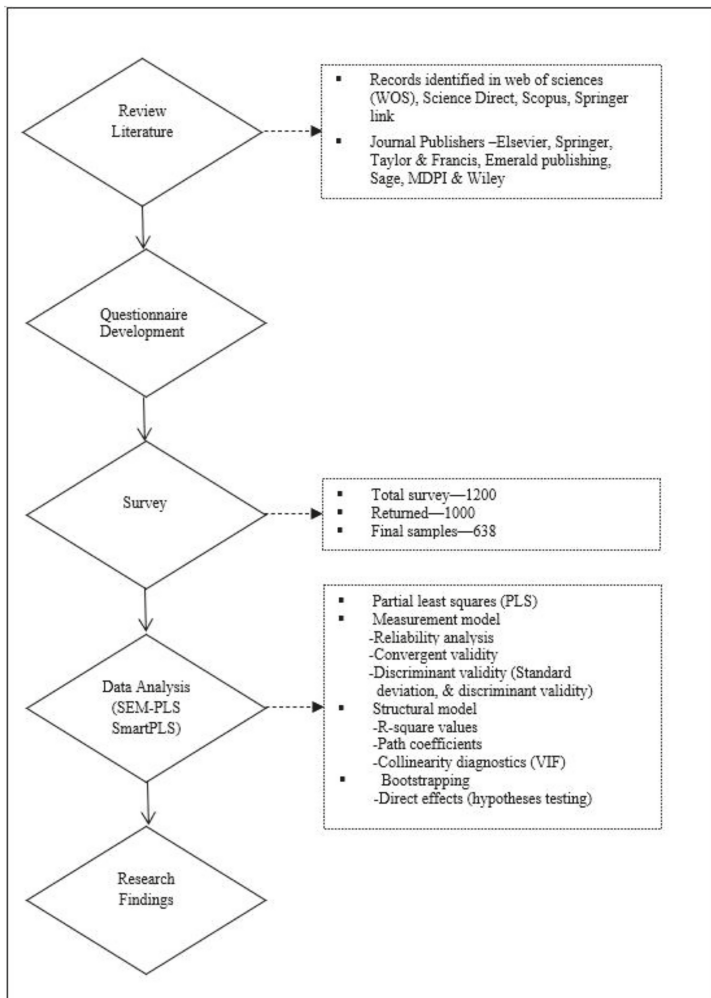 Review
Literature
▪ Records identified in web of sciences
(WOS), Science Direct, Scopus, Springer
link
▪ Journal Publishers –Elsevier, Springer,
Taylor & Francis, Emerald publishing,
Sage, MDPI & Wiley
Questionnaire
Development
Survey
▪ Total survey—1200
▪ Returned—1000
▪ Final samples—638
Data Analysis
(SEM-PLS
SmartPLS)
▪ Partial least squares (PLS)
▪ Measurement model
-Reliability analysis
-Convergent validity
-Discriminant validity (Standard
deviation, & discriminant validity)
▪ Structural model
-R-square values
-Path coefficients
-Collinearity diagnostics (VIF)
▪ Bootstrapping
-Direct effects (hypotheses testing)
Research
Findings